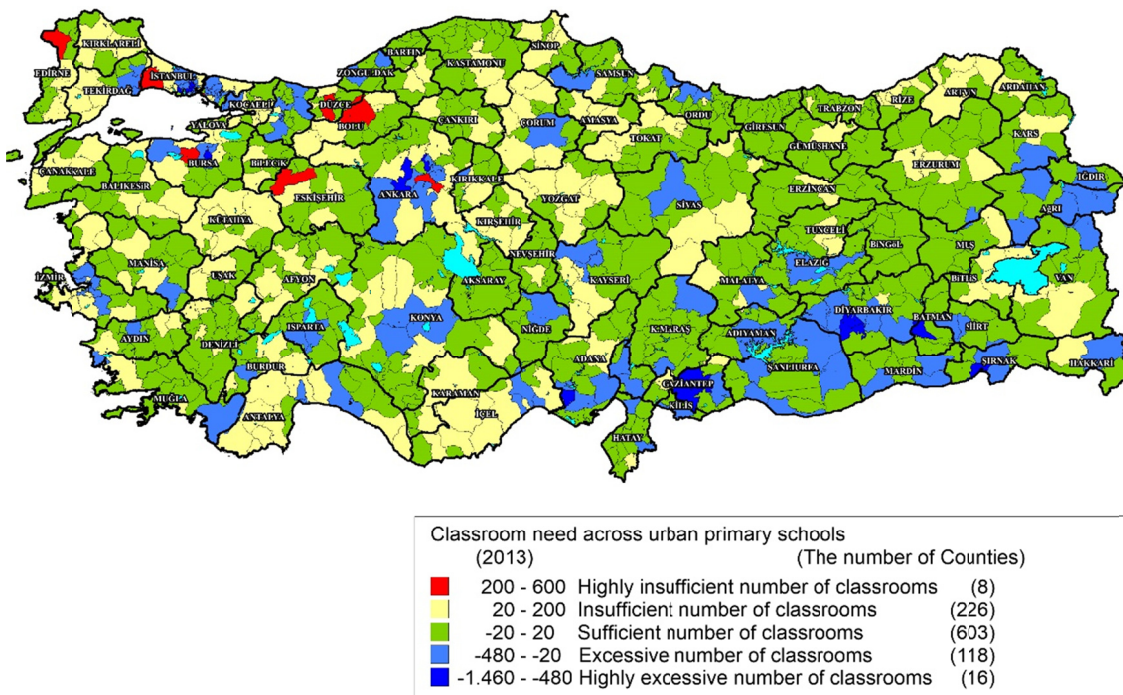 KIRKLARELİ
EDİRNE
TEKİRDAĞ
İSTANBUL
KOCAELİ
YALOVA
ZONGULDAK
BARTIN
KASTAMONU
SİNOP
SAMSUN
DÜZCE
BOLU
ÇANKIRI
ÇORUM
AMASYA
ORDU
TOKAT
GİRESUN
TRABZON
RİZE
ARTVN
ARDAHAN
GÜMÜŞHANE
KARS
ÇANAKKALE
BALIKESİR
BURSA
BİLECİK
ESKİŞEHİR
ANKARA
KIRIKKALE
YOZGAT
SİVAS
ERZİNCAN
ERZURUM
IĞDIR
AĞRI
KÜTAHYA
KIRŞEHİR
TUNCELİ
BİNGÖL
MUŞ
MANİSA
UŞAK
AFYON
NEVŞEHİR
AKSARAY
KAYSERİ
MALATYA
ELAZIĞ
BİTLİS
VAN
İZMİR
AYDIN
DENİZLİ
ISPARTA
KONYA
NİĞDE
K.MARAŞ
ADIYAMAN
DİYARBAKIR
BATMAN
SİİRT
BURDUR
ADANA
ŞANLIURFA
MARDİN
ŞIRNAK
HAKKARİ
MUĞLA
ANTALYA
KARAMAN
İÇEL
GAZİANTEP
KİLİS
HATAY
Classroom need across urban primary schools
(2013) (The number of Counties)
200 - 600 Highly insufficient number of classrooms (8)
20 - 200 Insufficient number of classrooms (226)
-20 - 20 Sufficient number of classrooms (603)
-480 - -20 Excessive number of classrooms (118)
-1.460 - -480 Highly excessive number of classrooms (16)